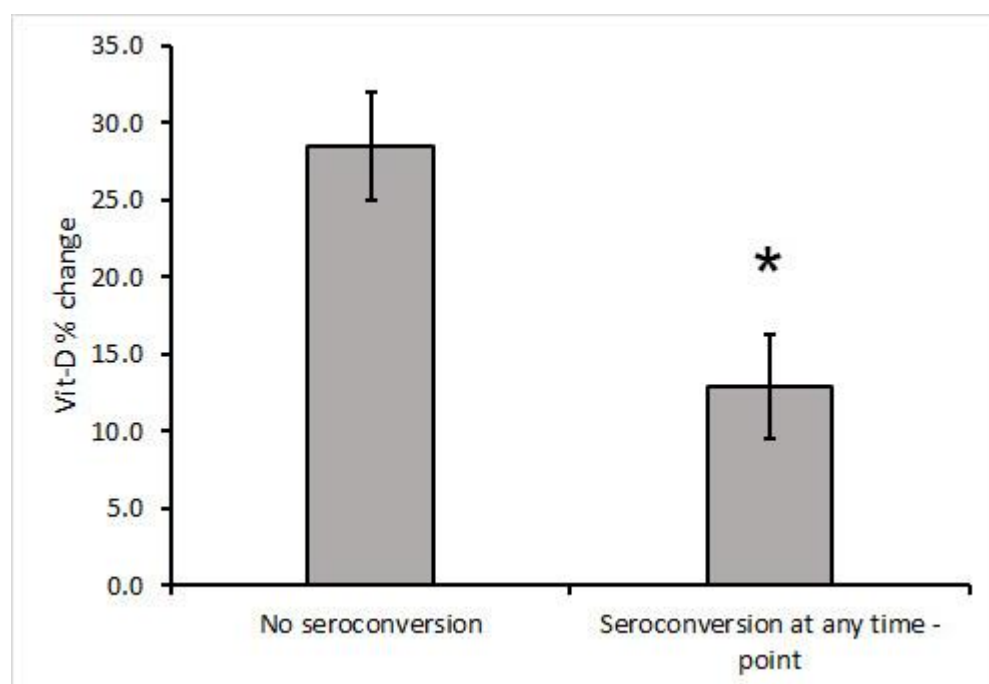 35.0
30.0
25.0
20.0
15.0
10.0
5.0
0.0
Vit-D % change
*
No seroconversion
Seroconversion at any time -
point